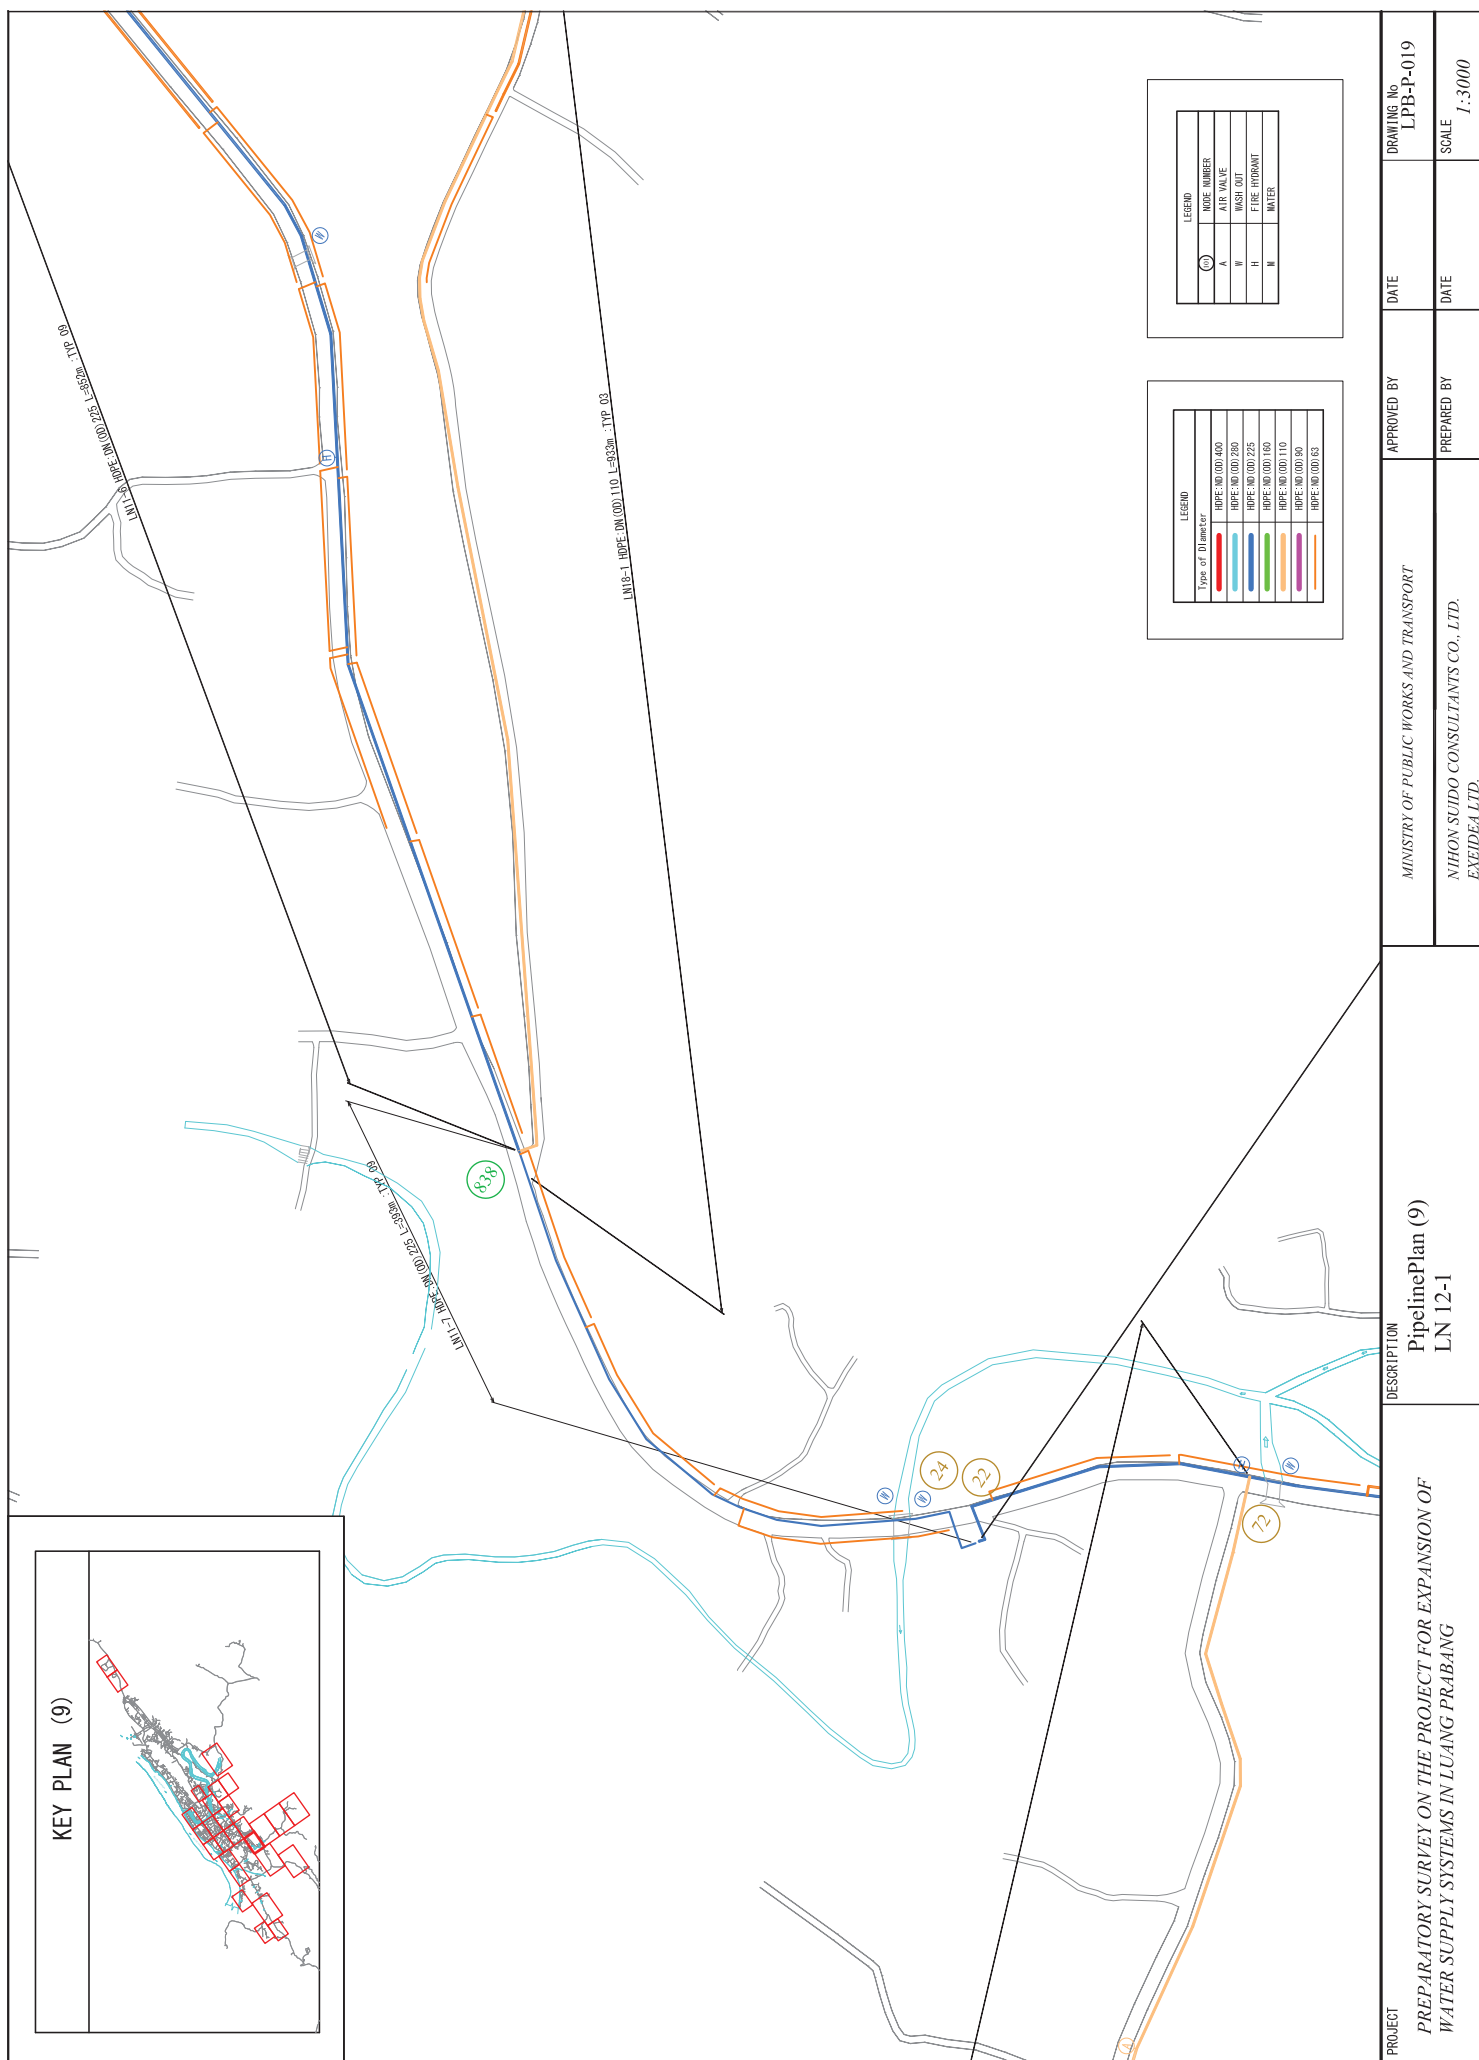 KEY PLAN (9)
LN11-6 HDPE:DN(OD)225 L=852m :TYP 09
LN11-7 HDPE:DN(OD)225 L=393m :TYP 09
LN18-1 HDPE:DN(OD)110 L=933m :TYP 03
838
24
22
72
W
H
W
W
W
A
LEGEND
Type of Diameter
HDPE:ND(OD)400
HDPE:ND(OD)280
HDPE:ND(OD)225
HDPE:ND(OD)160
HDPE:ND(OD)110
HDPE:ND(OD)90
HDPE:ND(OD)63
LEGEND
101 NODE NUMBER
A AIR VALVE
W WASH OUT
H FIRE HYDRANT
M MATER
PROJECT
PREPARATORY SURVEY ON THE PROJECT FOR EXPANSION OF
WATER SUPPLY SYSTEMS IN LUANG PRABANG
DESCRIPTION
PipelinePlan (9)
LN 12-1
MINISTRY OF PUBLIC WORKS AND TRANSPORT
NIHON SUIDO CONSULTANTS CO., LTD.
EXEIDEA LTD.
APPROVED BY
PREPARED BY
DATE
DATE
DRAWING No
LPB-P-019
SCALE
1:3000